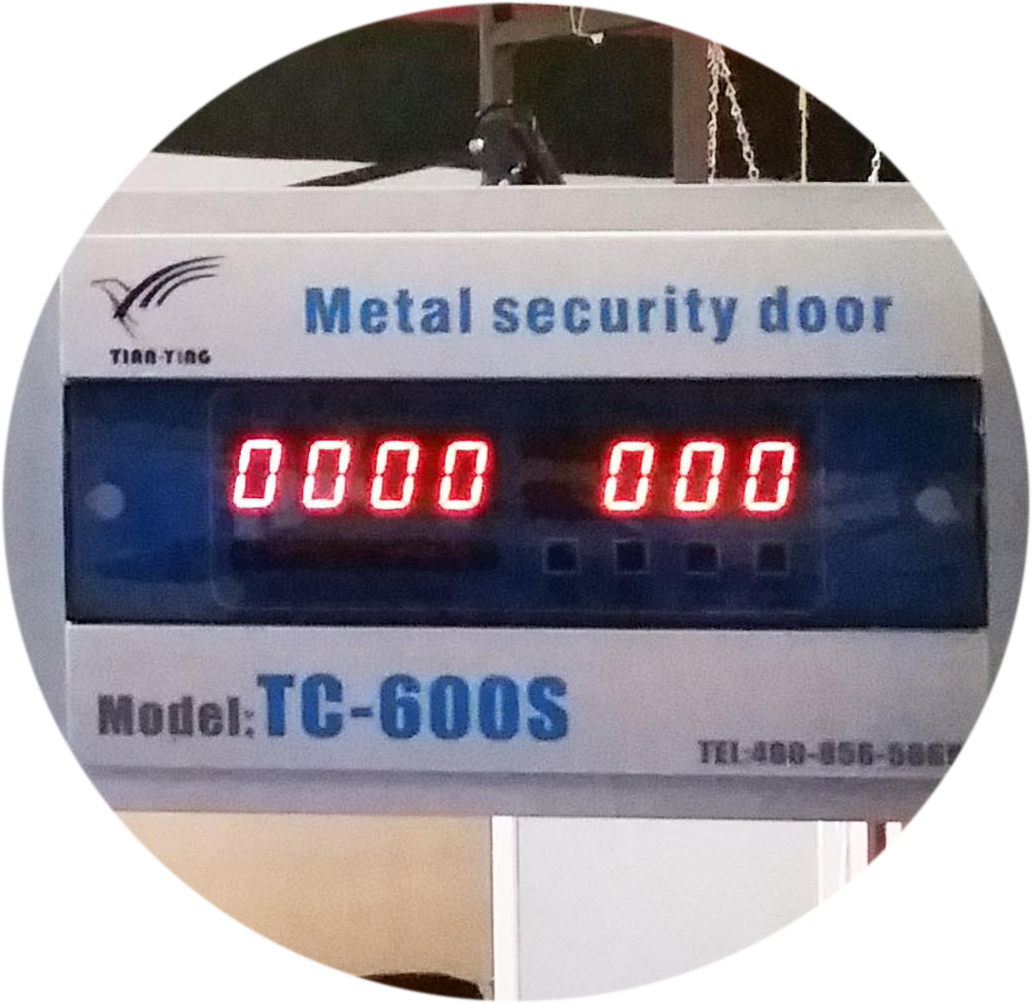 Metal security door
TIAN-YING
0000 000
Model:TC-600S